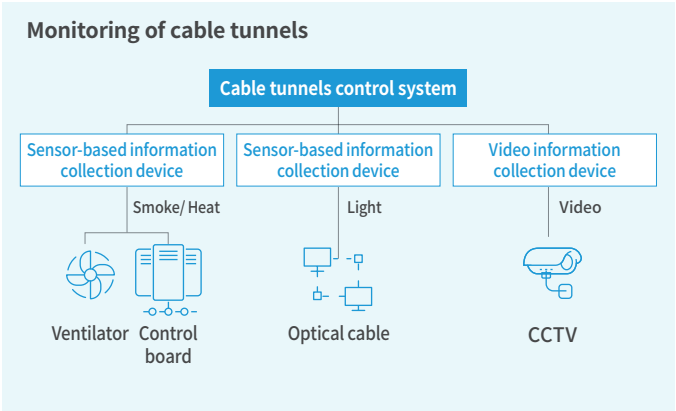 Monitoring of cable tunnels
Cable tunnels control system
Sensor-based information
collection device
Sensor-based information
collection device
Video information
collection device
Smoke/ Heat
Light
Video
Ventilator
Control
board
Optical cable
CCTV